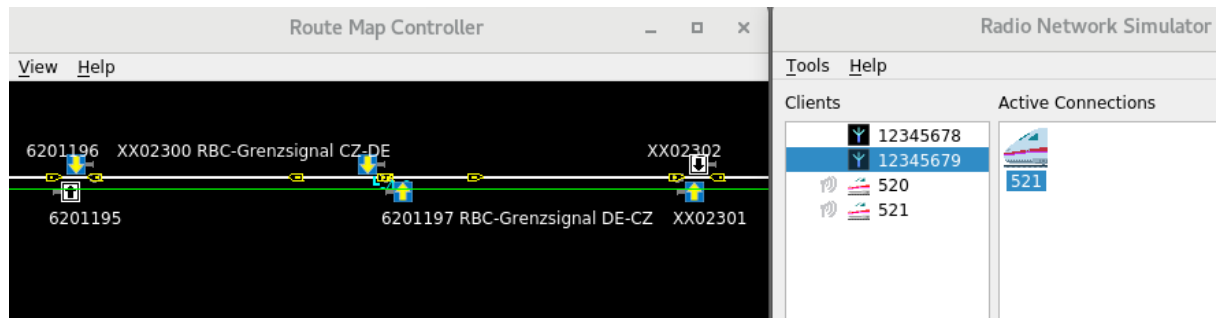 Route Map Controller
View Help
6201196 XX02300 RBC-Grenzsignal CZ-DE XX02302
6201195 6201197 RBC-Grenzsignal DE-CZ XX02301
Radio Network Simulator
Tools Help
Clients Active Connections
12345678
12345679
520
521
521